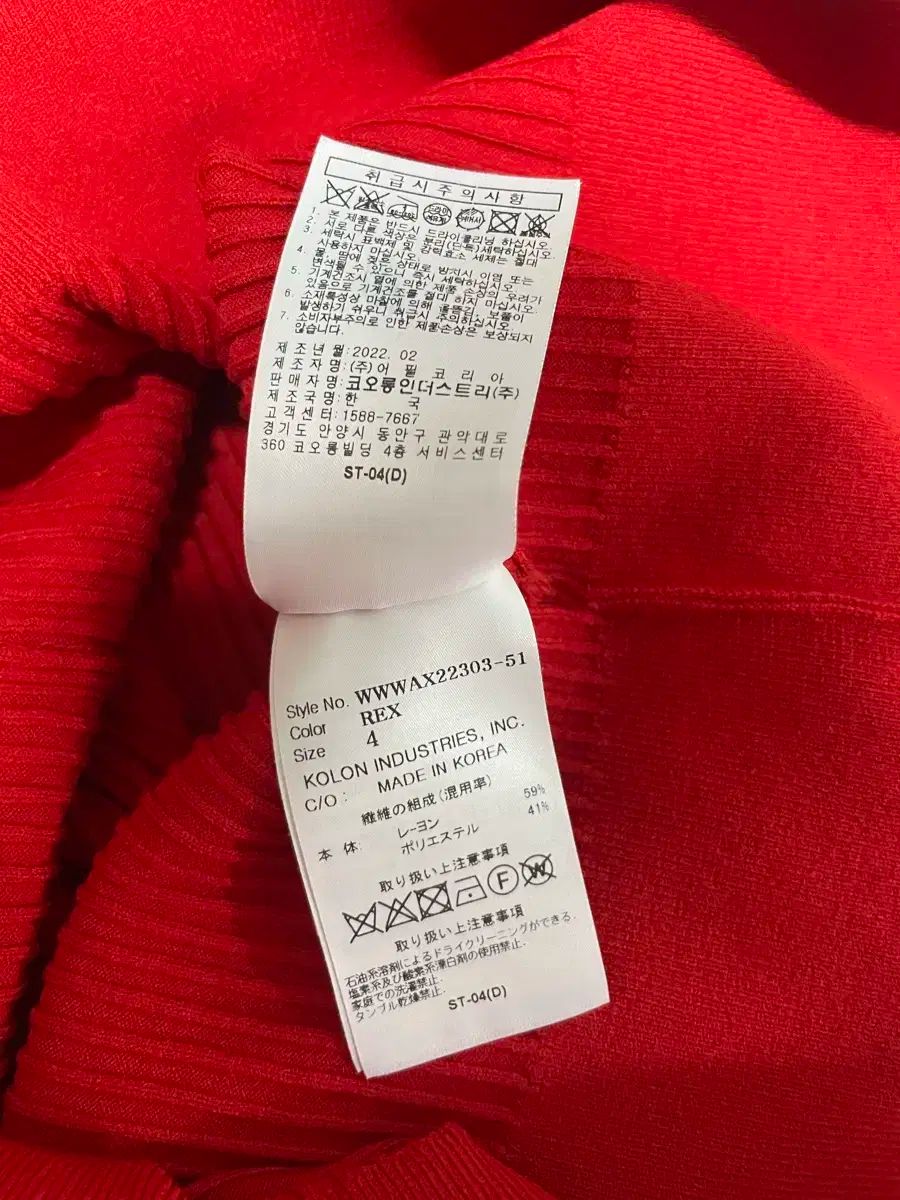 취급시주의사항
1. 본 제품은 반드시 드라이클리닝 하십시오.
2. 서로 다른 색상은 분리(단독)세탁하십시오.
3. 세탁시 표백제 및 강력효소 세제는 절대
사용하지 마십시오.
4. 물, 땀에 젖은 상태로 방치시 이염 또는
변색될 수 있으니 즉시 세탁하십시오.
5. 기계건조시 열에 의한 제품 손상의 우려가
있음으로 기계건조를 절대 하지 마십시오.
6. 소재특성상 마찰에 의해 올뜯김, 보풀이
발생하기 쉬우니 취급시 주의하십시오.
7. 소비자부주의로 인한 제품손상은 보상되지
않습니다.
제조년월:2022. 02
제조자명:(주)어필코리아
판매자명:코오롱인더스트리(주)
제조국명:한 국
고객센터:1588-7667
경기도 안양시 동안구 관악대로
360 코오롱빌딩 4층 서비스센터
ST-04(D)
Style No. WWWAX22303-51
Color REX
Size 4
KOLON INDUSTRIES, INC.
C/O : MADE IN KOREA
繊維の組成(混用率)
本 体: レーヨン 59%
ポリエステル 41%
取り扱い上注意事項
F W
取り扱い上注意事項
石油系溶剤によるドライクリーニングができる.
塩素系及び酸素系漂白剤の使用禁止.
家庭での洗濯禁止.
タンブル乾燥禁止.
ST-04(D)